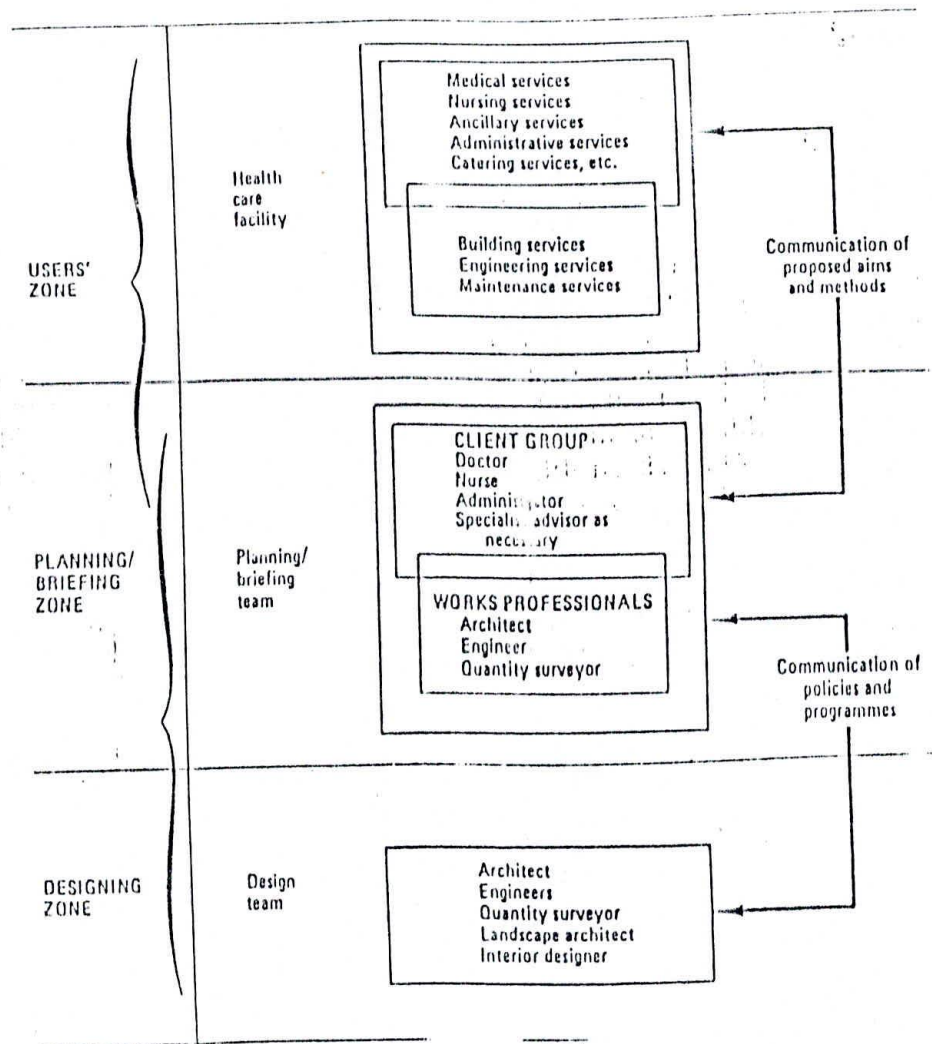 USERS'
ZONE
Health
care
facility
Medical services
Nursing services
Ancillary services
Administrative services
Catering services, etc.
Building services
Engineering services
Maintenance services
Communication of
proposed aims
and methods
PLANNING/
BRIEFING
ZONE
Planning/
briefing
team
CLIENT GROUP
Doctor
Nurse
advisor as
WORKS PROFESSIONALS
Architect
Engineer
Quantity surveyor
Communication of
policies and
programmes
DESIGNING
ZONE
Design
team
Architect
Engineers
Quantity surveyor
Landscape architect
Interior designer